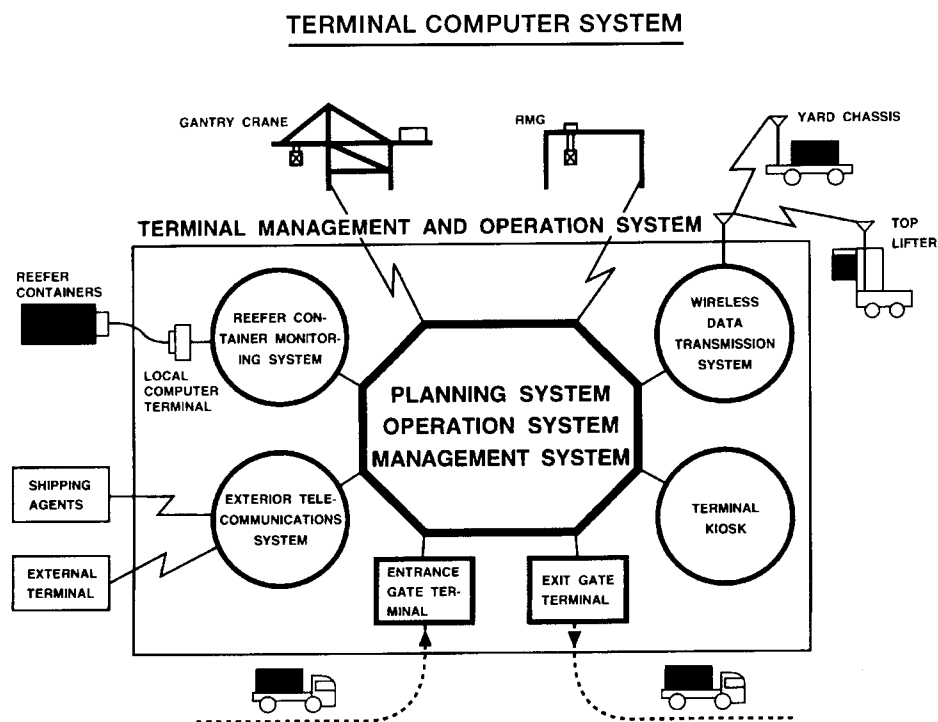 TERMINAL COMPUTER SYSTEM
GANTRY CRANE
RMG
YARD CHASSIS
TERMINAL MANAGEMENT AND OPERATION SYSTEM
TOP
LIFTER
REEFER
CONTAINERS
REEFER CON-
TAINER MONITOR-
ING SYSTEM
WIRELESS
DATA
TRANSMISSION
SYSTEM
LOCAL
COMPUTER
TERMINAL
PLANNING SYSTEM
OPERATION SYSTEM
MANAGEMENT SYSTEM
SHIPPING
AGENTS
EXTERIOR TELE-
COMMUNICATIONS
SYSTEM
TERMINAL
KIOSK
EXTERNAL
TERMINAL
ENTRANCE
GATE TER-
MINAL
EXIT GATE
TERMINAL